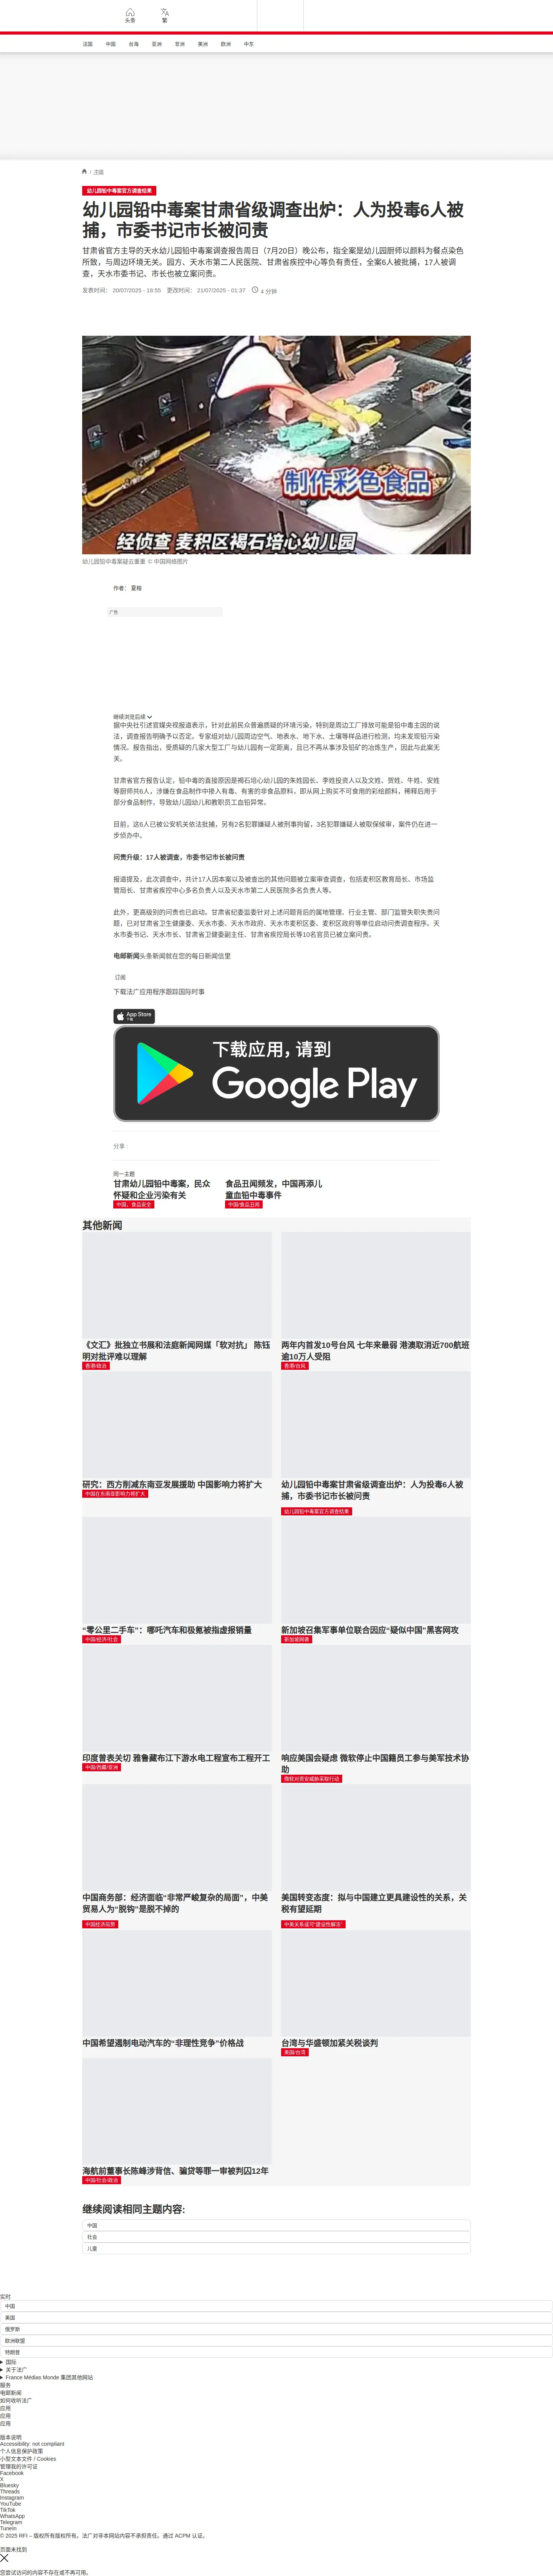 头条
繁
法国
中国
台海
亚洲
非洲
美洲
欧洲
中东
/ 中国
幼儿园铅中毒案官方调查结果
幼儿园铅中毒案甘肃省级调查出炉：人为投毒6人被
捕，市委书记市长被问责
甘肃省官方主导的天水幼儿园铅中毒案调查报告周日（7月20日）晚公布，指全案是幼儿园厨师以颜料为餐点染色
所致，与周边环境无关。园方、天水市第二人民医院、甘肃省疾控中心等负有责任，全案6人被批捕，17人被调
查，天水市委书记、市长也被立案问责。
发表时间： 20/07/2025 - 18:55 更改时间： 21/07/2025 - 01:37 4 分钟
制作彩色食品
经侦查 麦积区褐石培心幼儿园
幼儿园铅中毒案疑云重重 © 中国网络图片
作者： 夏榕
广告
继续浏览后续
据中央社引述官媒央视报道表示，针对此前民众普遍质疑的环境污染，特别是周边工厂排放可能是铅中毒主因的说
法，调查报告明确予以否定。专家组对幼儿园周边空气、地表水、地下水、土壤等样品进行检测，均未发现铅污染
情况。报告指出，受质疑的几家大型工厂与幼儿园有一定距离，且已不再从事涉及铅矿的冶炼生产，因此与此案无
关。
甘肃省官方报告认定，铅中毒的直接原因是褐石培心幼儿园的朱姓园长、李姓投资人以及文姓、贺姓、牛姓、安姓
等厨师共6人，涉嫌在食品制作中掺入有毒、有害的非食品原料，即从网上购买不可食用的彩绘颜料，稀释后用于
部分食品制作，导致幼儿园幼儿和教职员工血铅异常。
目前，这6人已被公安机关依法批捕，另有2名犯罪嫌疑人被刑事拘留，3名犯罪嫌疑人被取保候审，案件仍在进一
步侦办中。
问责升级：17人被调查，市委书记市长被问责
报道提及，此次调查中，共计17人因本案以及被查出的其他问题被立案审查调查，包括麦积区教育局局长、市场监
管局长、甘肃省疾控中心多名负责人以及天水市第二人民医院多名负责人等。
此外，更高级别的问责也已启动。甘肃省纪委监委针对上述问题背后的属地管理、行业主管、部门监管失职失责问
题，已对甘肃省卫生健康委、天水市委、天水市政府、天水市麦积区委、麦积区政府等单位启动问责调查程序。天
水市委书记、天水市长、甘肃省卫健委副主任、甘肃省疾控局长等10名官员已被立案问责。
电邮新闻头条新闻就在您的每日新闻信里
订阅
下载法广应用程序跟踪国际时事
App Store
下载
下载应用，请到
Google Play
分享 :
同一主题
甘肃幼儿园铅中毒案，民众
怀疑和企业污染有关
中国，食品安全
食品丑闻频发，中国再添儿
童血铅中毒事件
中国/食品丑闻
其他新闻
《文汇》批独立书展和法庭新闻网媒「软对抗」 陈钰
明对批评难以理解
香港/政治
两年内首发10号台风 七年来最弱 港澳取消近700航班
逾10万人受阻
香港/台风
研究：西方削减东南亚发展援助 中国影响力将扩大
中国在东南亚影响力将扩大
幼儿园铅中毒案甘肃省级调查出炉：人为投毒6人被
捕，市委书记市长被问责
幼儿园铅中毒案官方调查结果
“零公里二手车”：哪吒汽车和极氪被指虚报销量
中国/经济/社会
新加坡召集军事单位联合因应“疑似中国”黑客网攻
新加坡网袭
印度曾表关切 雅鲁藏布江下游水电工程宣布工程开工
中国/西藏/亚洲
响应美国会疑虑 微软停止中国籍员工参与美军技术协
助
微软对资安威胁采取行动
中国商务部：经济面临“非常严峻复杂的局面”，中美
贸易人为“脱钩”是脱不掉的
中国经济局势
美国转变态度：拟与中国建立更具建设性的关系，关
税有望延期
中美关系或可“建设性解冻”
中国希望遏制电动汽车的“非理性竞争”价格战
台湾与华盛顿加紧关税谈判
美国/台湾
海航前董事长陈峰涉背信、骗贷等罪一审被判囚12年
中国/社会/政治
继续阅读相同主题内容:
中国
社会
儿童
实时
中国
美国
俄罗斯
欧洲联盟
特朗普
国际
关于法广
France Médias Monde 集团其他网站
服务
电邮新闻
如何收听法广
应用
应用
应用
版本说明
Accessibility: not compliant
个人信息保护政策
小型文本文件 / Cookies
管理我的许可证
Facebook
X
Bluesky
Threads
Instagram
YouTube
TikTok
WhatsApp
Telegram
TuneIn
© 2025 RFI – 版权所有版权所有。法广对非本网站内容不承担责任。通过 ACPM 认证。
页面未找到
您尝试访问的内容不存在或不再可用。